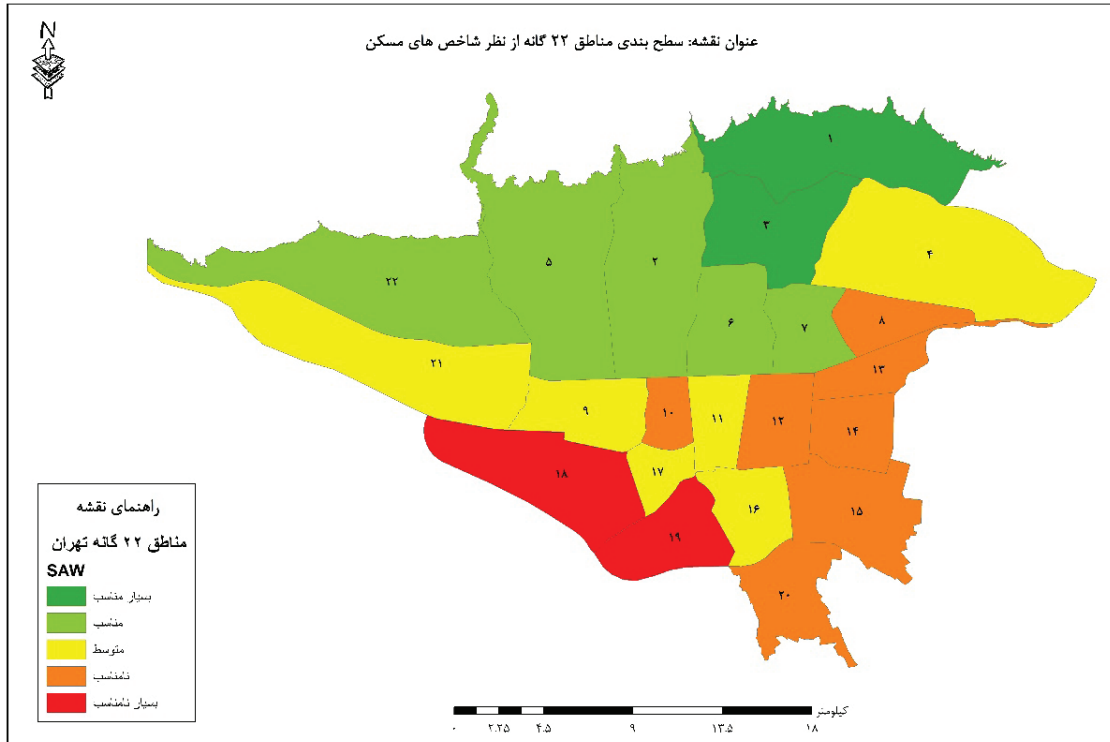 N
عنوان نقشه: سطح بندی مناطق ۲۲ گانه از نظر شاخص های مسکن
۱
۳
۴
۵
۲
۲۲
۶
۷
۸
۲۱
۱۳
۹
۱۰
۱۱
۱۲
۱۴
۱۸
۱۷
۱۶
۱۵
۱۹
۲۰
راهنمای نقشه
مناطق ۲۲ گانه تهران
SAW
بسیار مناسب
مناسب
متوسط
نامناسب
بسیار نامناسب
کیلومتر
۰ ۲.۲۵ ۴.۵ ۹ ۱۳.۵ ۱۸